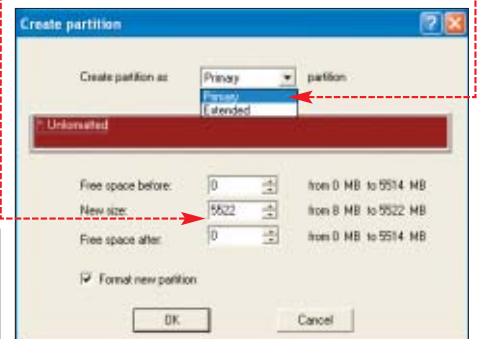 Create partition
Create partition as: Primary partition
Primary
Extended
* Unformatted
Free space before: 0 from 0 MB to 5514 MB
New size: 5522 from 8 MB to 5522 MB
Free space after: 0 from 0 MB to 5514 MB
Format new partition
OK Cancel